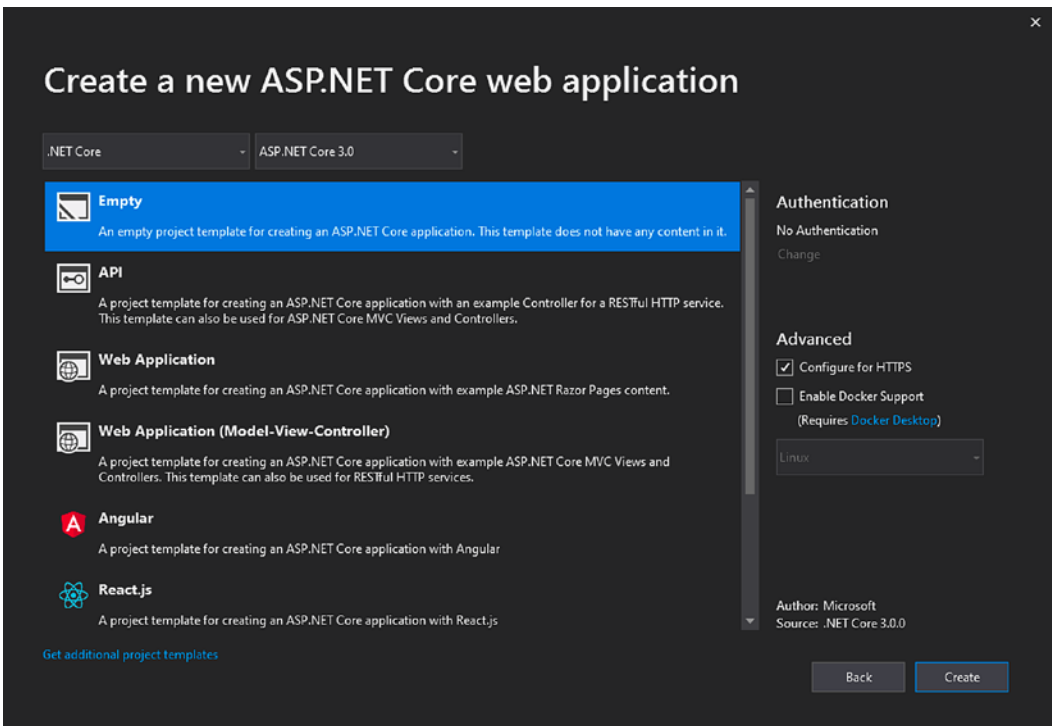 Create a new ASP.NET Core web application
.NET Core
ASP.NET Core 3.0
Empty
An empty project template for creating an ASP.NET Core application. This template does not have any content in it.
API
A project template for creating an ASP.NET Core application with an example Controller for a RESTful HTTP service.
This template can also be used for ASP.NET Core MVC Views and Controllers.
Web Application
A project template for creating an ASP.NET Core application with example ASP.NET Razor Pages content.
Web Application (Model-View-Controller)
A project template for creating an ASP.NET Core application with example ASP.NET Core MVC Views and
Controllers. This template can also be used for RESTful HTTP services.
Angular
A project template for creating an ASP.NET Core application with Angular
React.js
A project template for creating an ASP.NET Core application with React.js
Get additional project templates
Authentication
No Authentication
Change
Advanced
Configure for HTTPS
Enable Docker Support
(Requires Docker Desktop)
Linux
Author: Microsoft
Source: .NET Core 3.0.0
Back
Create